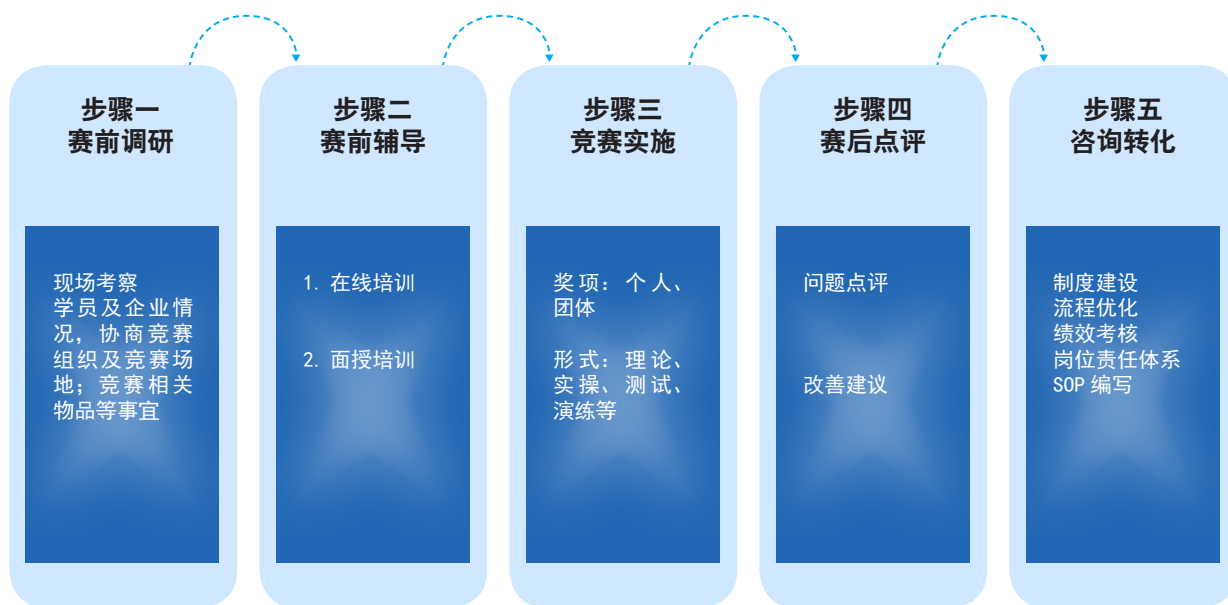 步骤一
赛前调研
现场考察
学员及企业情
况，协商竞赛
组织及竞赛场
地；竞赛相关
物品等事宜
步骤二
赛前辅导
1. 在线培训
2. 面授培训
步骤三
竞赛实施
奖项：个人、
团体
形式：理论、
实操、测试、
演练等
步骤四
赛后点评
问题点评
改善建议
步骤五
咨询转化
制度建设
流程优化
绩效考核
岗位责任体系
SOP 编写